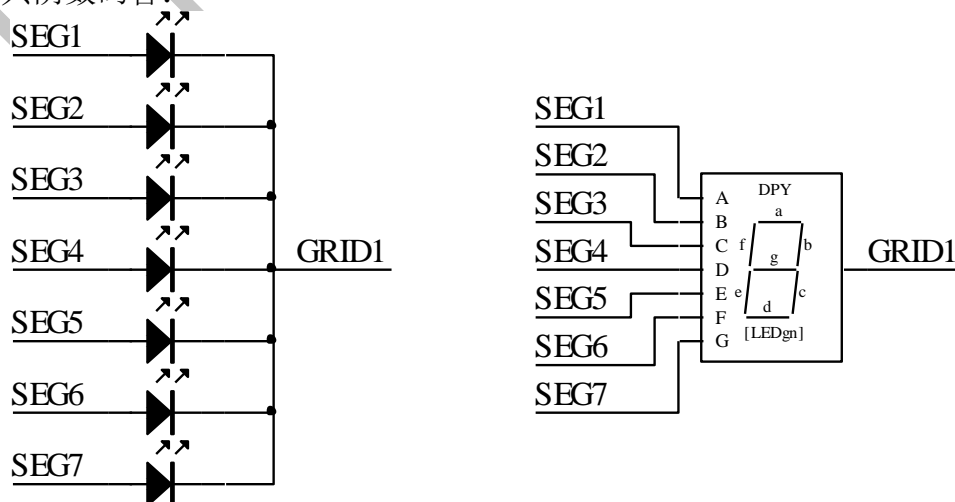 SEG1
SEG2
SEG3
SEG4
SEG5
SEG6
SEG7
GRID1
SEG1
SEG2
SEG3
SEG4
SEG5
SEG6
SEG7
DPY
A
B
C
D
E
F
G
a
f
b
g
e
c
d
[LEDgn]
GRID1